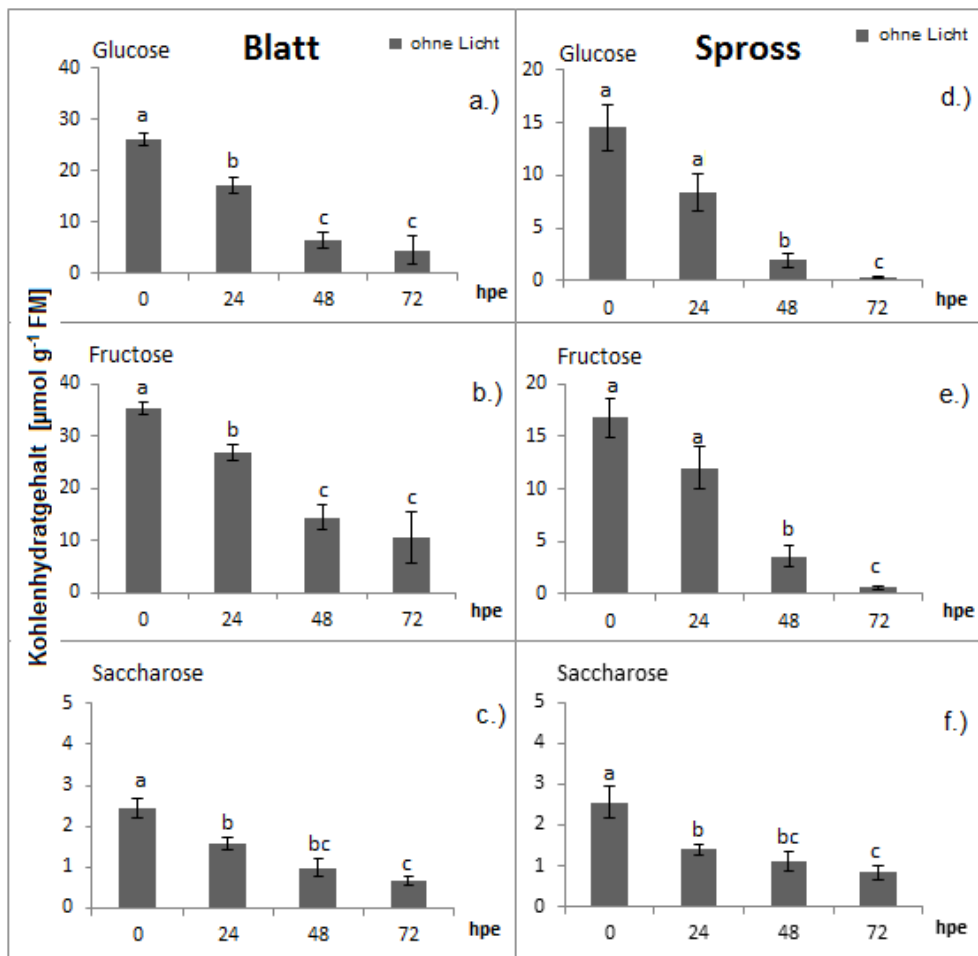 Kohlenhydratgehalt [µmol g⁻¹ FM]
Blatt
ohne Licht
Glucose
a.)
40
30
20
10
0
a
b
c
c
0 24 48 72 hpe
Fructose
b.)
40
30
20
10
0
a
b
c
c
0 24 48 72 hpe
Saccharose
c.)
5
4
3
2
1
0
a
b
bc
c
0 24 48 72 hpe
Spross
ohne Licht
Glucose
d.)
20
15
10
5
0
a
a
b
c
0 24 48 72 hpe
Fructose
e.)
20
15
10
5
0
a
a
b
c
0 24 48 72 hpe
Saccharose
f.)
5
4
3
2
1
0
a
b
bc
c
0 24 48 72 hpe